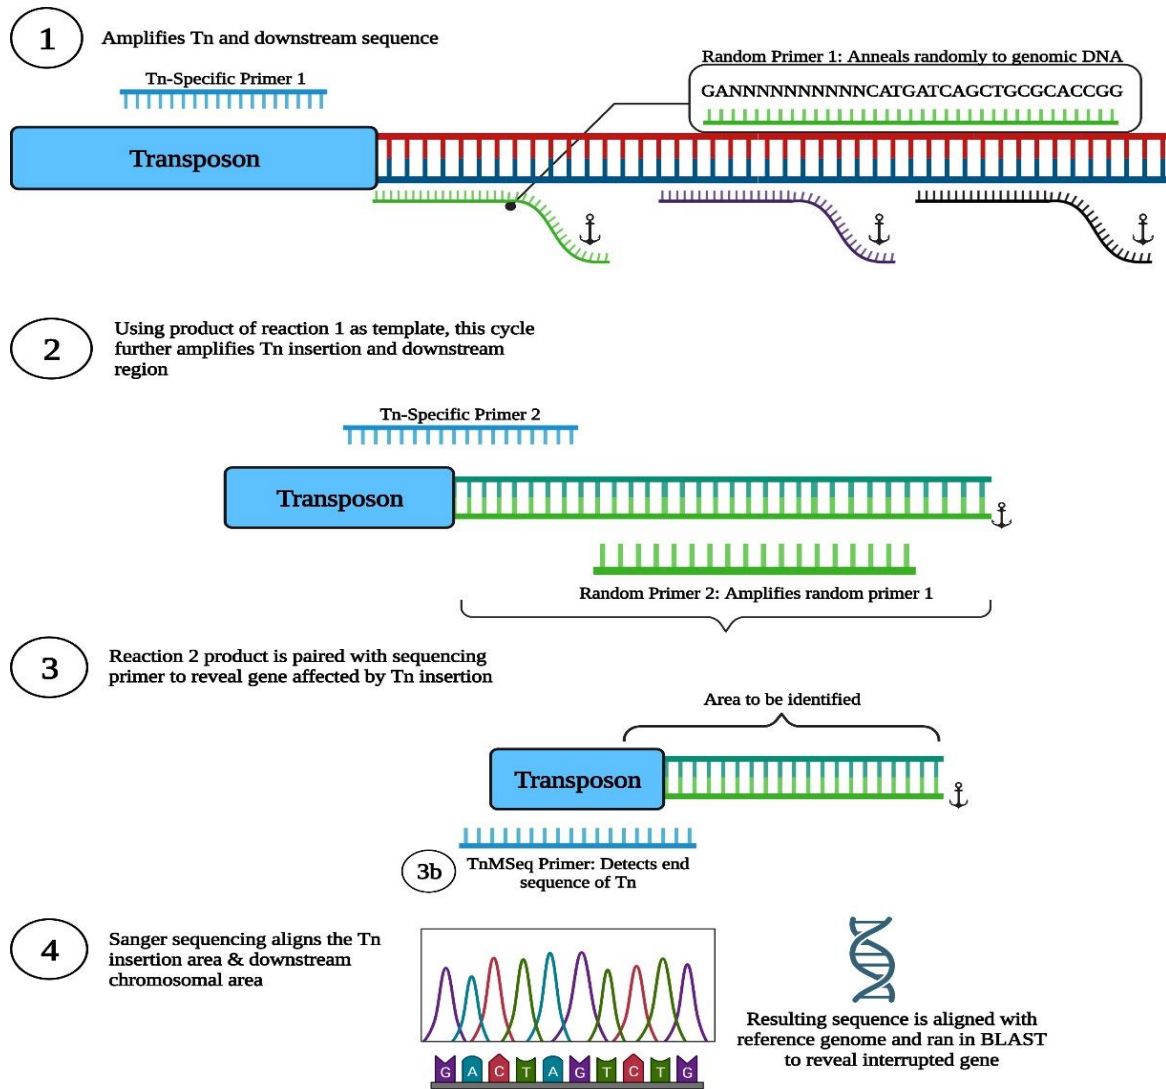 1
Amplifies Tn and downstream sequence
Tn-Specific Primer 1
Random Primer 1: Anneals randomly to genomic DNA
GANNNNNNNNNNCATGATCAGCTGCGCACCGG
Transposon
2
Using product of reaction 1 as template, this cycle
further amplifies Tn insertion and downstream
region
Tn-Specific Primer 2
Transposon
Random Primer 2: Amplifies random primer 1
3
Reaction 2 product is paired with sequencing
primer to reveal gene affected by Tn insertion
Area to be identified
Transposon
3b
TnMSeq Primer: Detects end
sequence of Tn
4
Sanger sequencing aligns the Tn
insertion area & downstream
chromosomal area
G A C T A G T C T G
Resulting sequence is aligned with
reference genome and ran in BLAST
to reveal interrupted gene